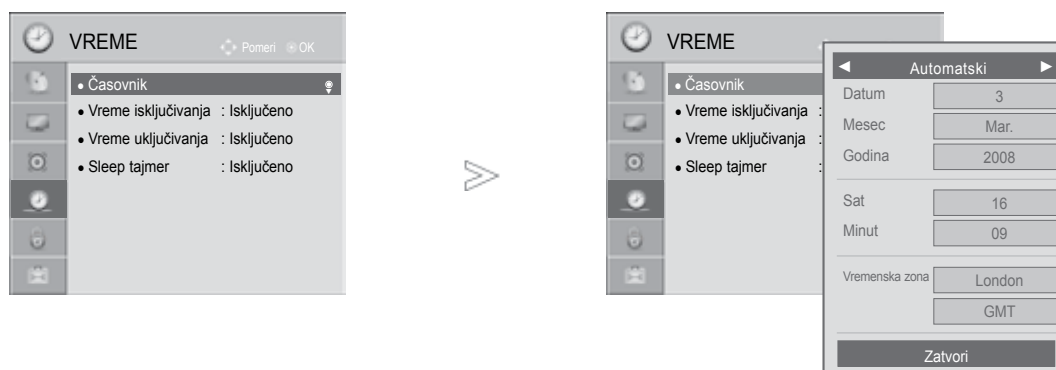 VREME
Pomeri OK
• Časovnik
• Vreme isključivanja : Isključeno
• Vreme uključivanja : Isključeno
• Sleep tajmer : Isključeno
VREME
• Časovnik
• Vreme isključivanja :
• Vreme uključivanja :
• Sleep tajmer :
◄ Automatski ►
Datum 3
Mesec Mar.
Godina 2008
Sat 16
Minut 09
Vremenska zona London
GMT
Zatvori